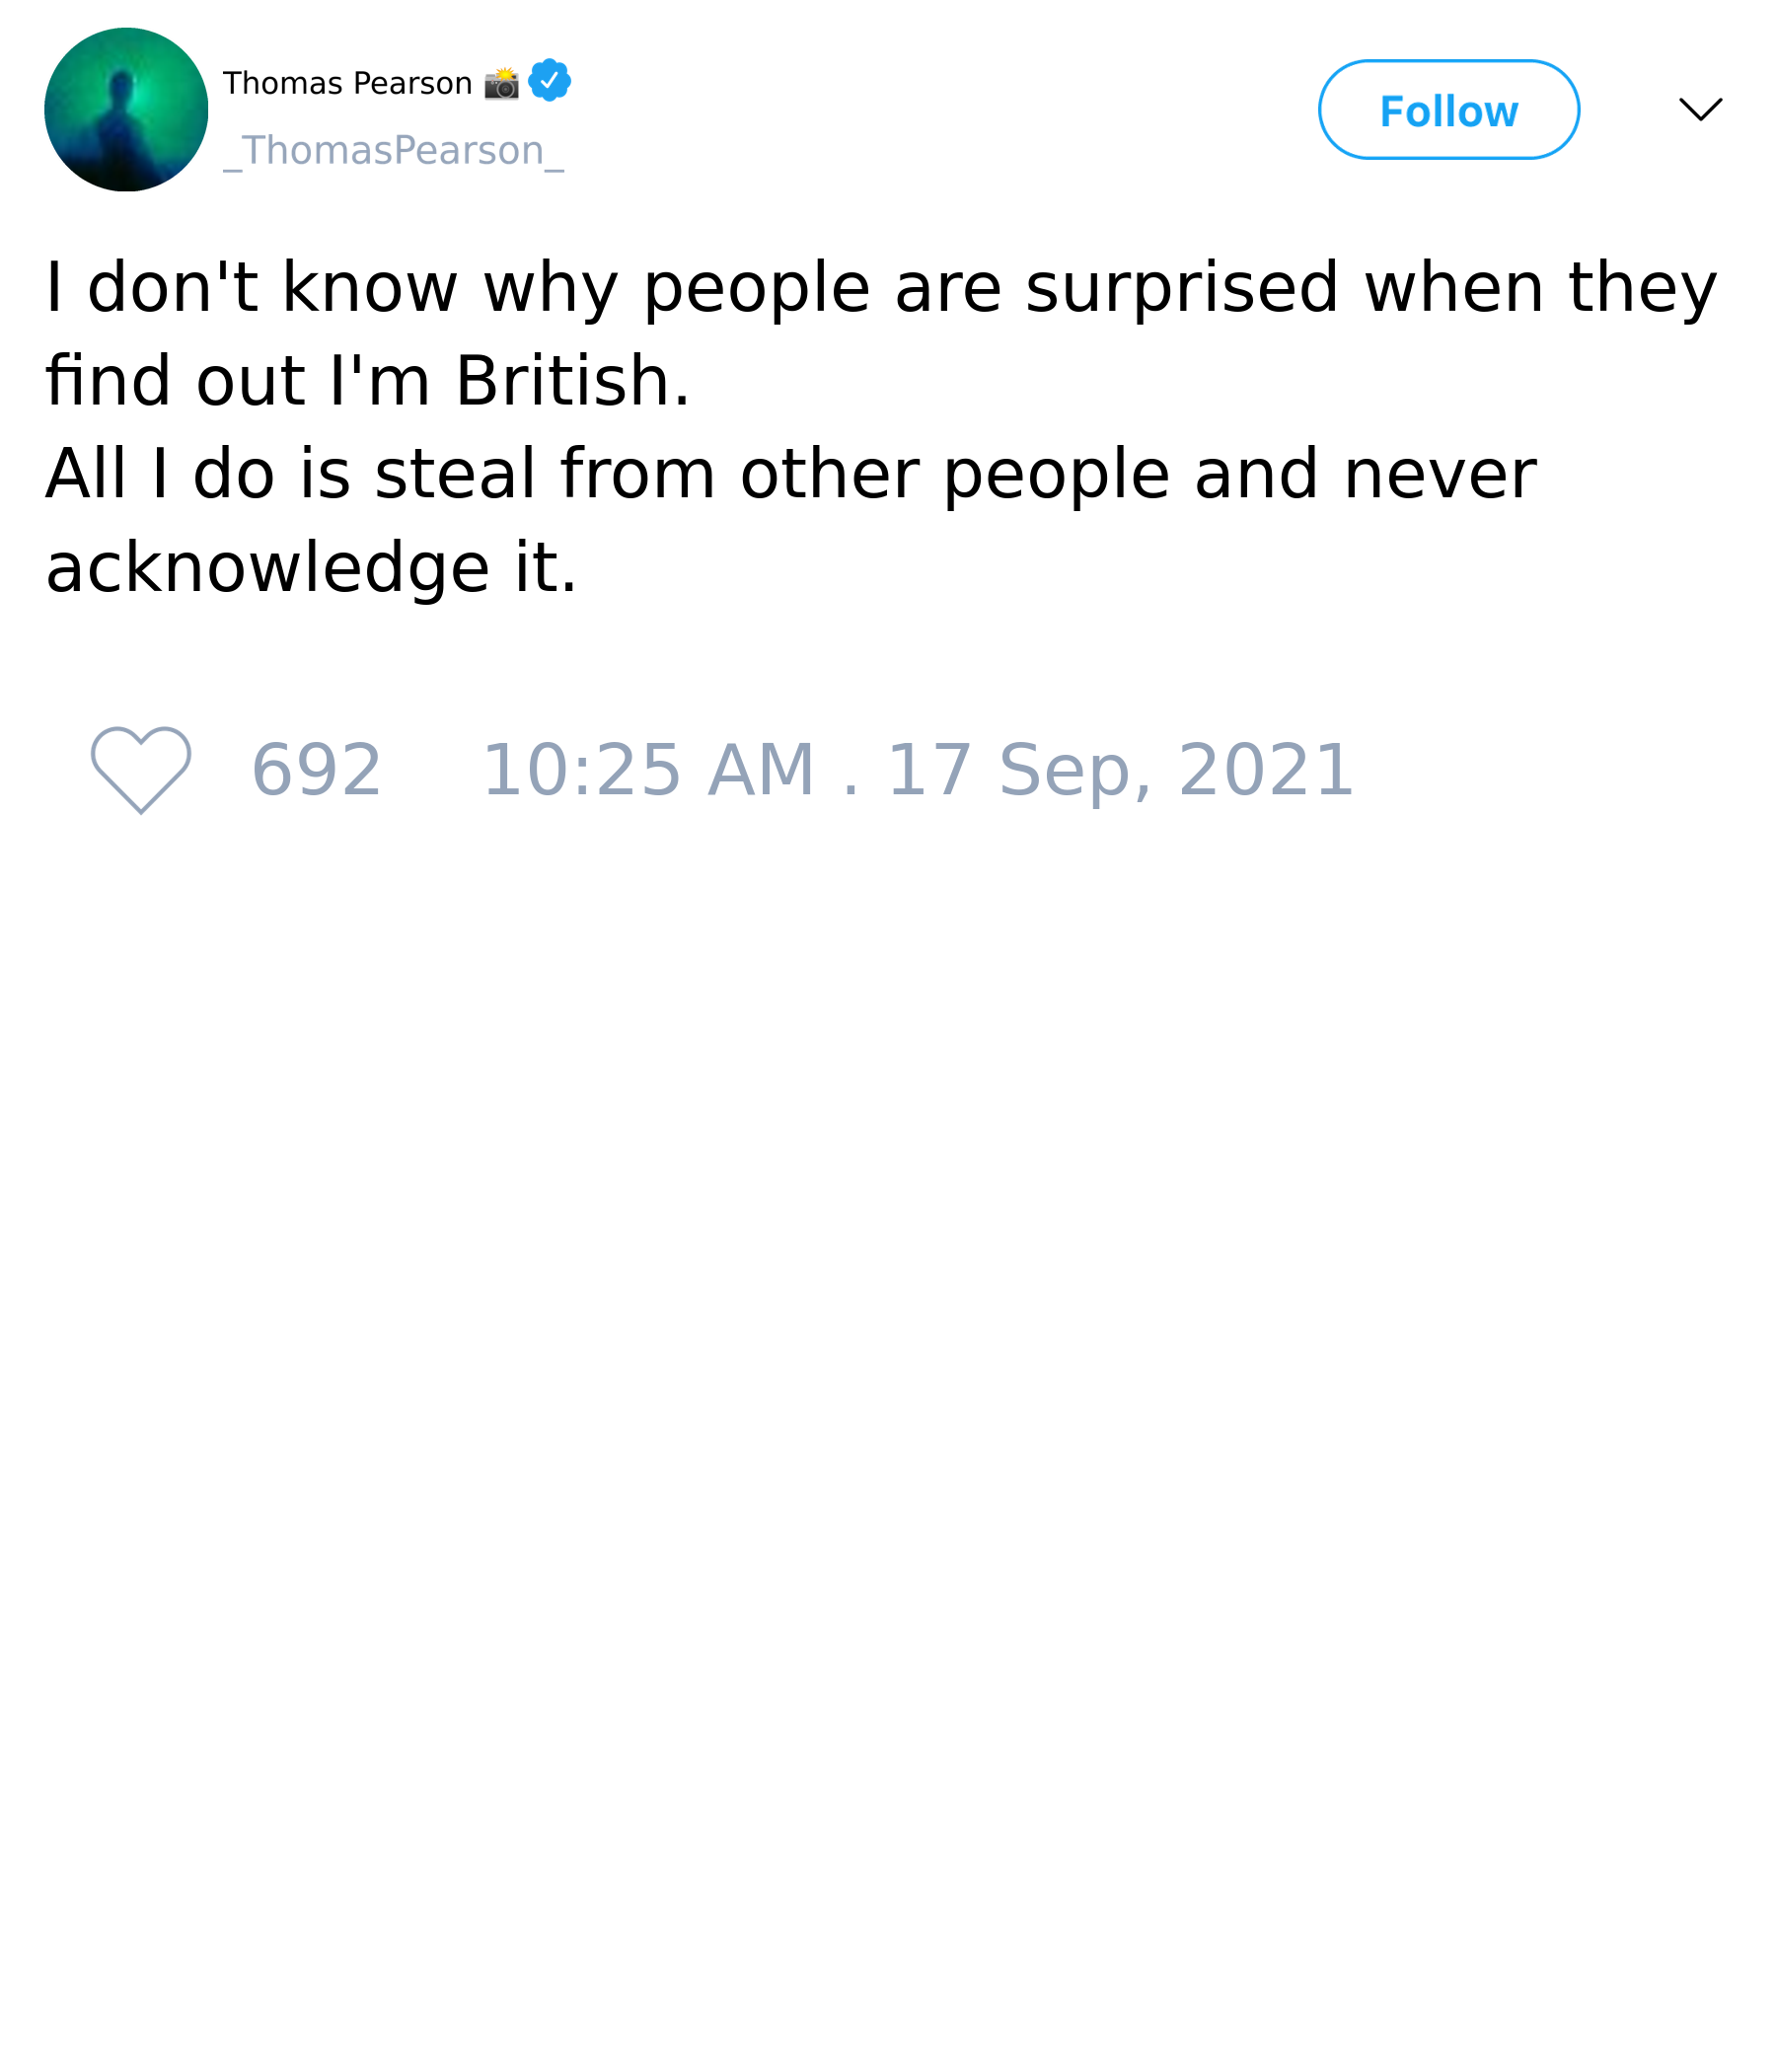 Thomas Pearson 📸
_ThomasPearson_
Follow
I don't know why people are surprised when they
find out I'm British.
All I do is steal from other people and never
acknowledge it.
692 10:25 AM . 17 Sep, 2021